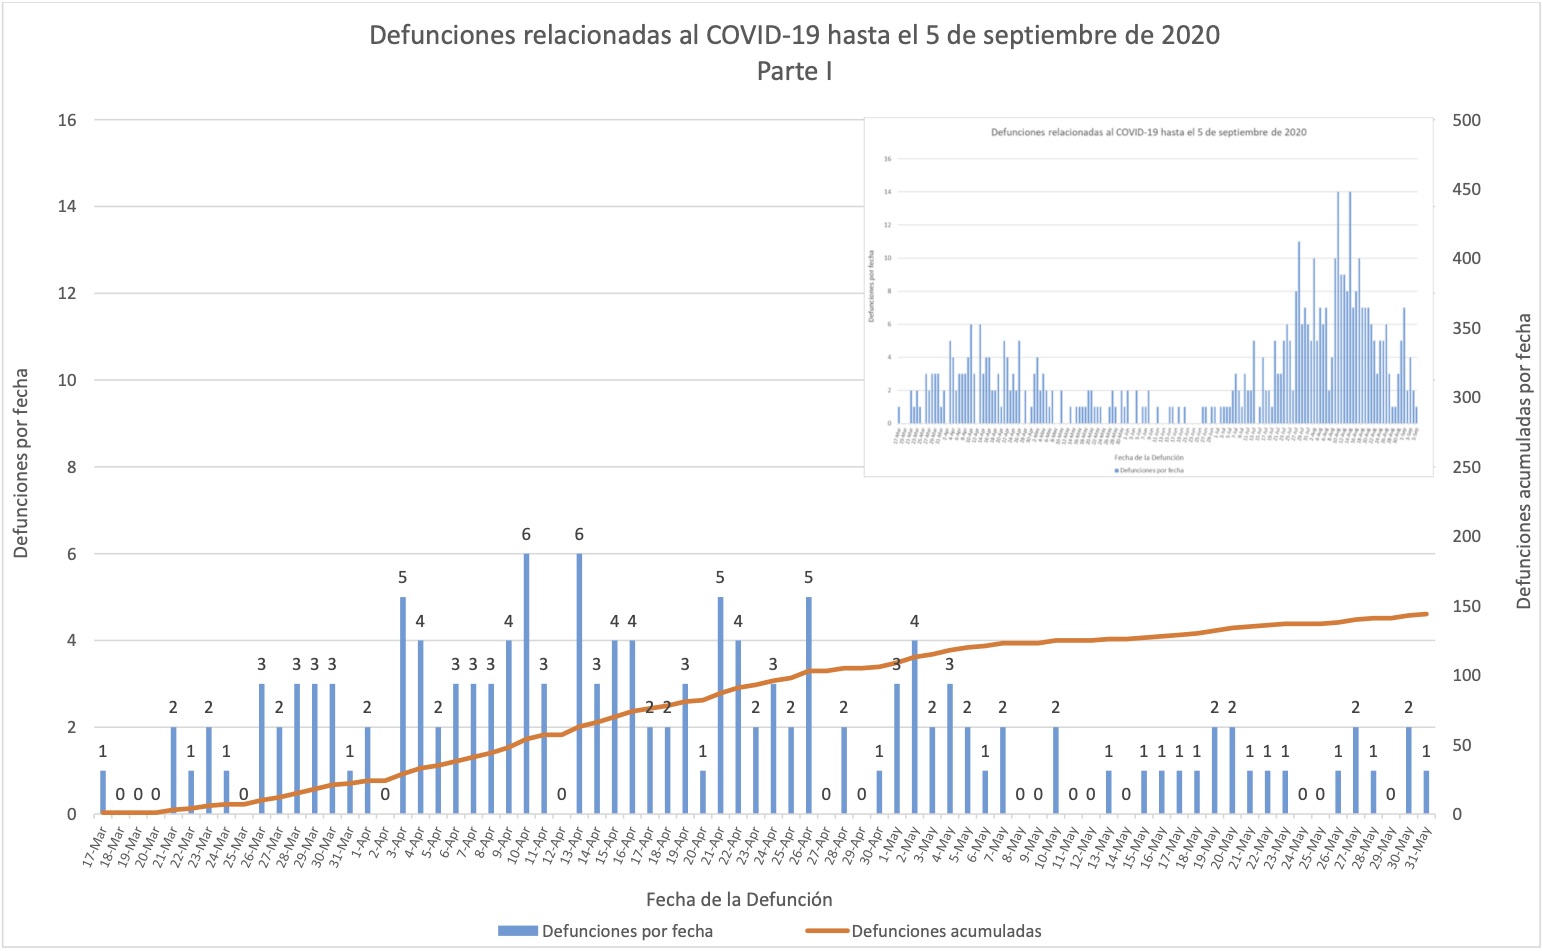 Defunciones relacionadas al COVID-19 hasta el 5 de septiembre de 2020
Parte I
16
14
12
10
8
6
4
2
0
Defunciones por fecha
500
450
400
350
300
250
200
150
100
50
0
Defunciones acumuladas por fecha
Defunciones relacionadas al COVID-19 hasta el 5 de septiembre de 2020
16
14
12
10
8
6
4
2
0
Defunciones por fecha
Fecha de la Defunción
Defunciones por fecha
1 0 0 0 2 1 2 1 0 3 2 3 3 3 1 2 0 5 4 2 3 3 3 4 6 3 0 6 3 4 4 2 2 3 1 5 4 2 3 2 5 0 2 0 1 3 4 2 3 2 1 2 0 0 2 0 0 1 0 1 1 1 1 2 2 1 1 1 0 0 1 2 1 0 2 1
17-Mar 18-Mar 19-Mar 20-Mar 21-Mar 22-Mar 23-Mar 24-Mar 25-Mar 26-Mar 27-Mar 28-Mar 29-Mar 30-Mar 31-Mar 1-Apr 2-Apr 3-Apr 4-Apr 5-Apr 6-Apr 7-Apr 8-Apr 9-Apr 10-Apr 11-Apr 12-Apr 13-Apr 14-Apr 15-Apr 16-Apr 17-Apr 18-Apr 19-Apr 20-Apr 21-Apr 22-Apr 23-Apr 24-Apr 25-Apr 26-Apr 27-Apr 28-Apr 29-Apr 30-Apr 1-May 2-May 3-May 4-May 5-May 6-May 7-May 8-May 9-May 10-May 11-May 12-May 13-May 14-May 15-May 16-May 17-May 18-May 19-May 20-May 21-May 22-May 23-May 24-May 25-May 26-May 27-May 28-May 29-May 30-May 31-May
Fecha de la Defunción
Defunciones por fecha
Defunciones acumuladas